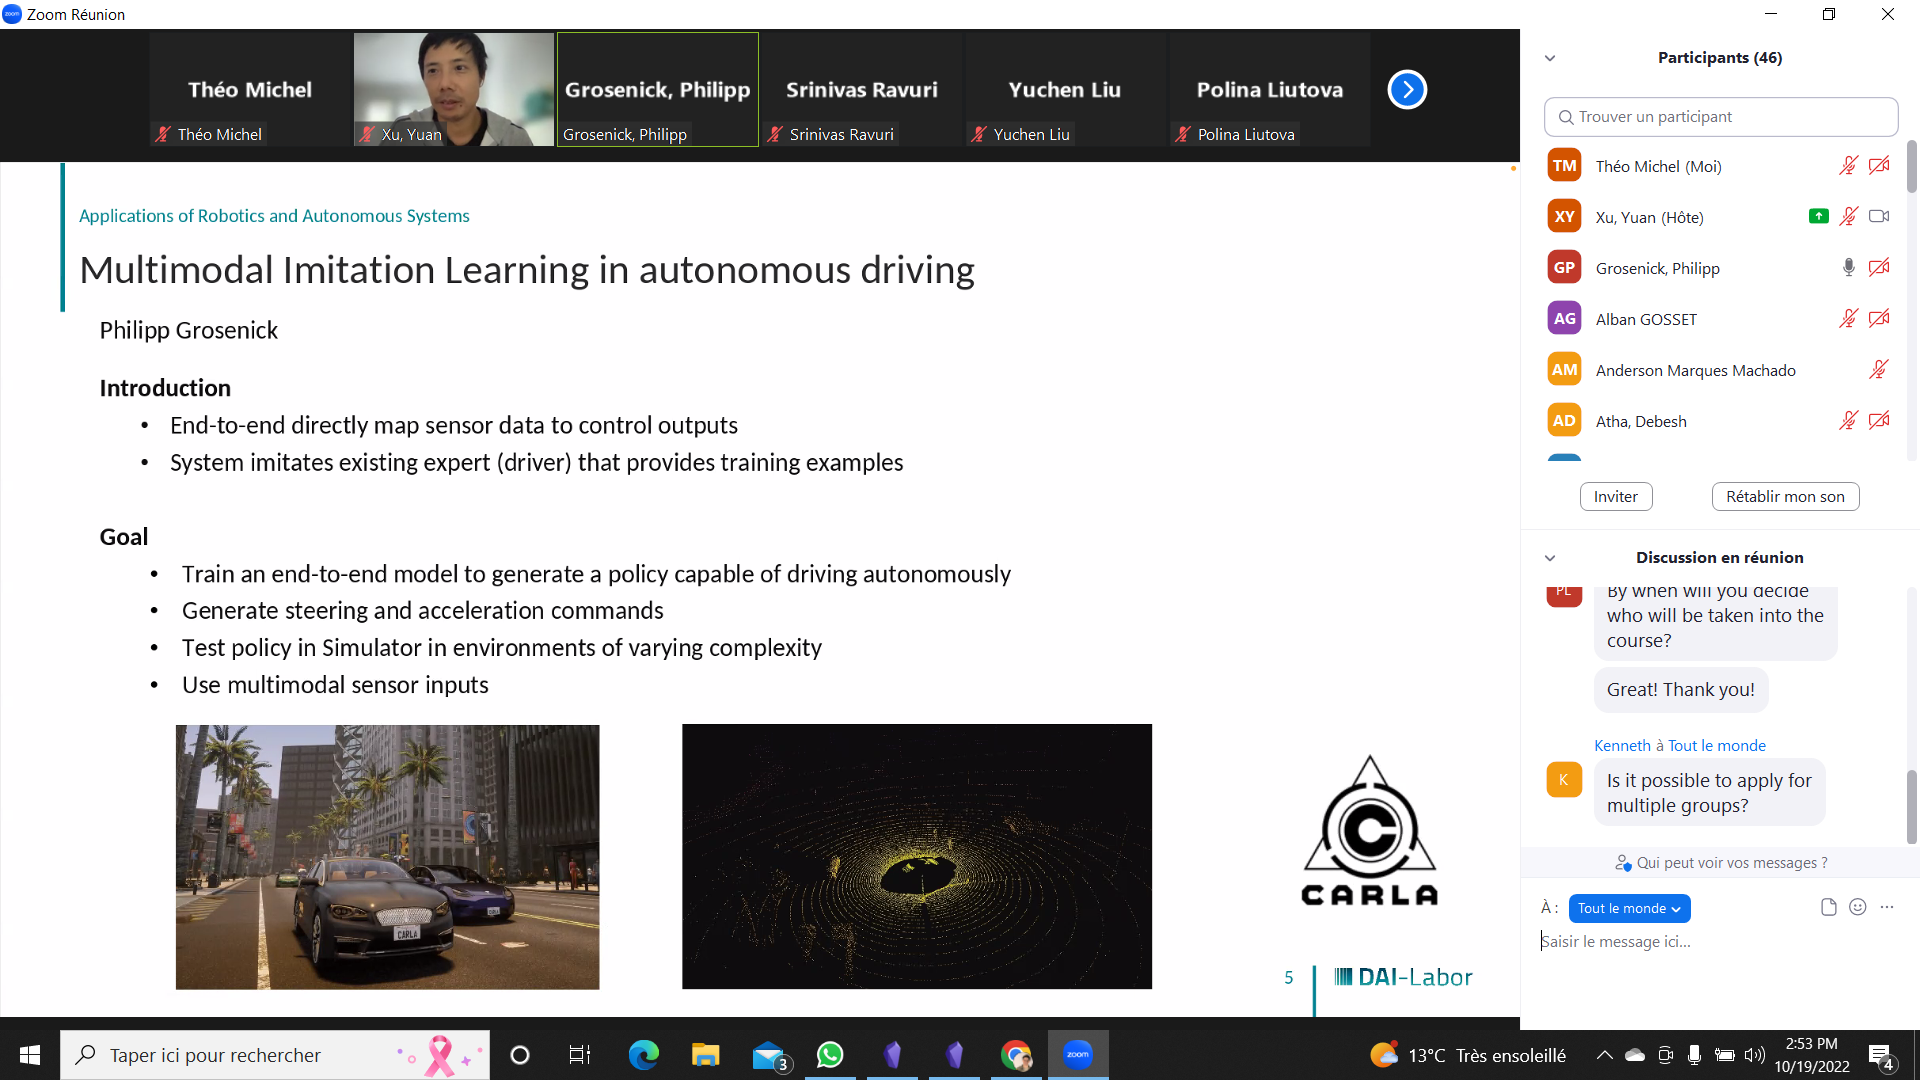 Zoom Réunion
Théo Michel
Grosenick, Philipp
Srinivas Ravuri
Yuchen Liu
Polina Liutova
Théo Michel
Xu, Yuan
Grosenick, Philipp
Srinivas Ravuri
Yuchen Liu
Polina Liutova
Applications of Robotics and Autonomous Systems
Multimodal Imitation Learning in autonomous driving
Philipp Grosenick
Introduction
• End-to-end directly map sensor data to control outputs
• System imitates existing expert (driver) that provides training examples
Goal
• Train an end-to-end model to generate a policy capable of driving autonomously
• Generate steering and acceleration commands
• Test policy in Simulator in environments of varying complexity
• Use multimodal sensor inputs
CARLA
CARLA
5
DAI-Labor
Participants (46)
Trouver un participant
TM Théo Michel (Moi)
XY Xu, Yuan (Hôte)
GP Grosenick, Philipp
AG Alban GOSSET
AM Anderson Marques Machado
AD Atha, Debesh
Inviter
Rétablir mon son
Discussion en réunion
PL
By when will you decide
who will be taken into the
course?
Great! Thank you!
Kenneth à Tout le monde
K
Is it possible to apply for
multiple groups?
Qui peut voir vos messages ?
À : Tout le monde
Saisir le message ici...
Taper ici pour rechercher
3
zoom
13°C Très ensoleillé
2:53 PM
10/19/2022
4